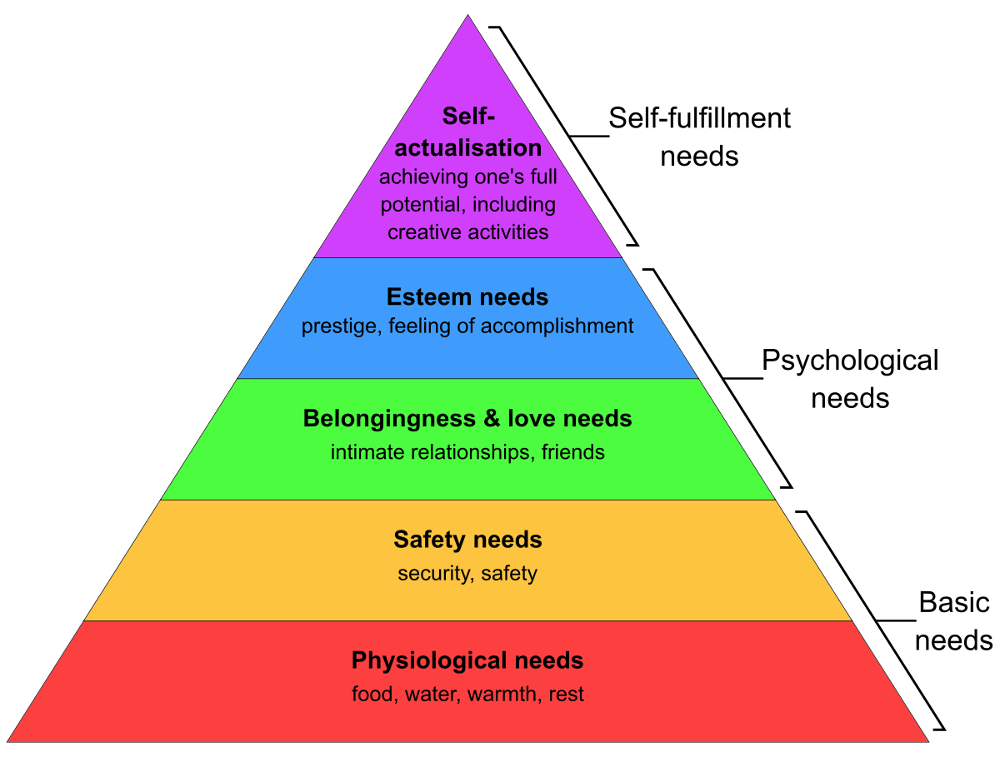 Self-
actualisation
achieving one's full
potential, including
creative activities
Self-fulfillment
needs
Esteem needs
prestige, feeling of accomplishment
Psychological
needs
Belongingness & love needs
intimate relationships, friends
Safety needs
security, safety
Basic
needs
Physiological needs
food, water, warmth, rest